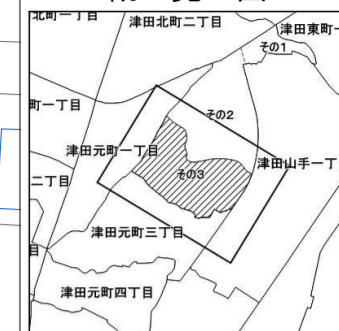 北町一丁目
津田北町二丁目
津田東町一
その1
町一丁目
その2
津田元町一丁目
津田山手一丁
その3
二丁目
津田元町三丁目
目
津田元町四丁目